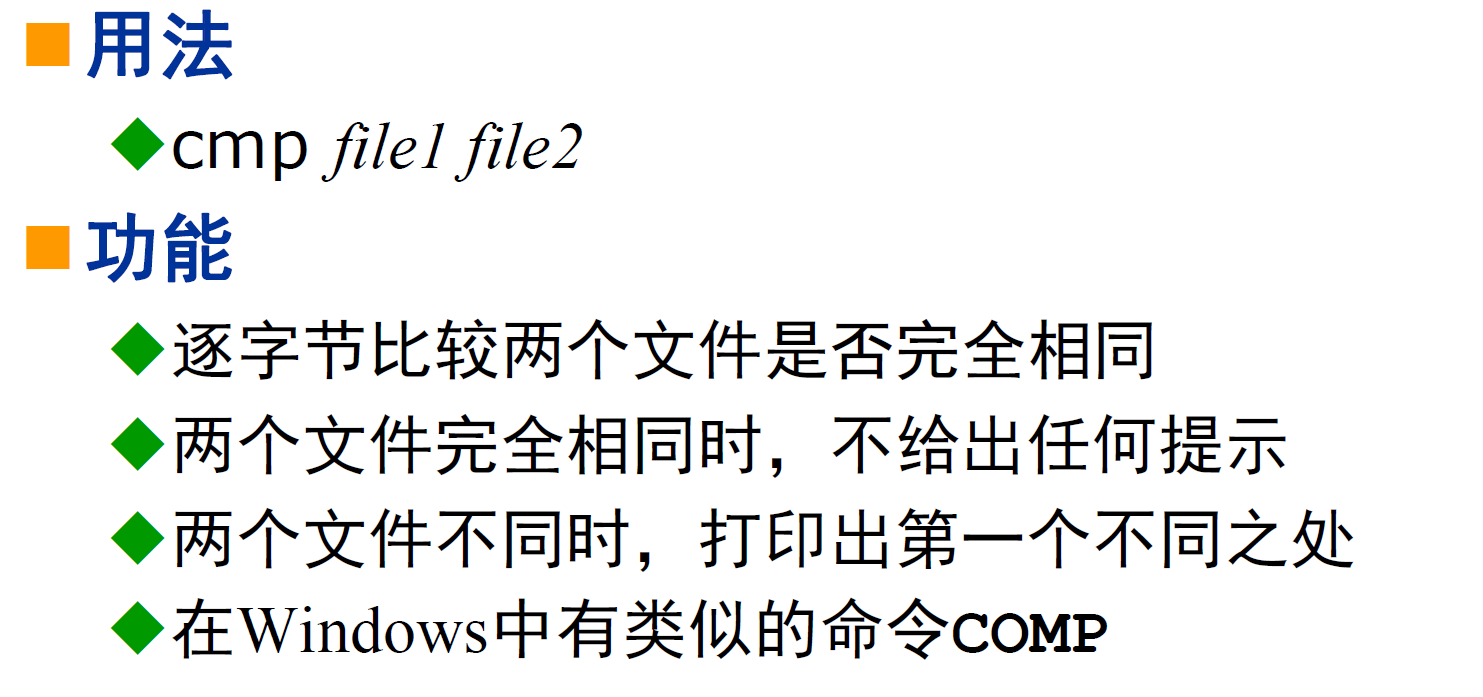 用法
cmp file1 file2
功能
逐字节比较两个文件是否完全相同
两个文件完全相同时，不给出任何提示
两个文件不同时，打印出第一个不同之处
在Windows中有类似的命令COMP